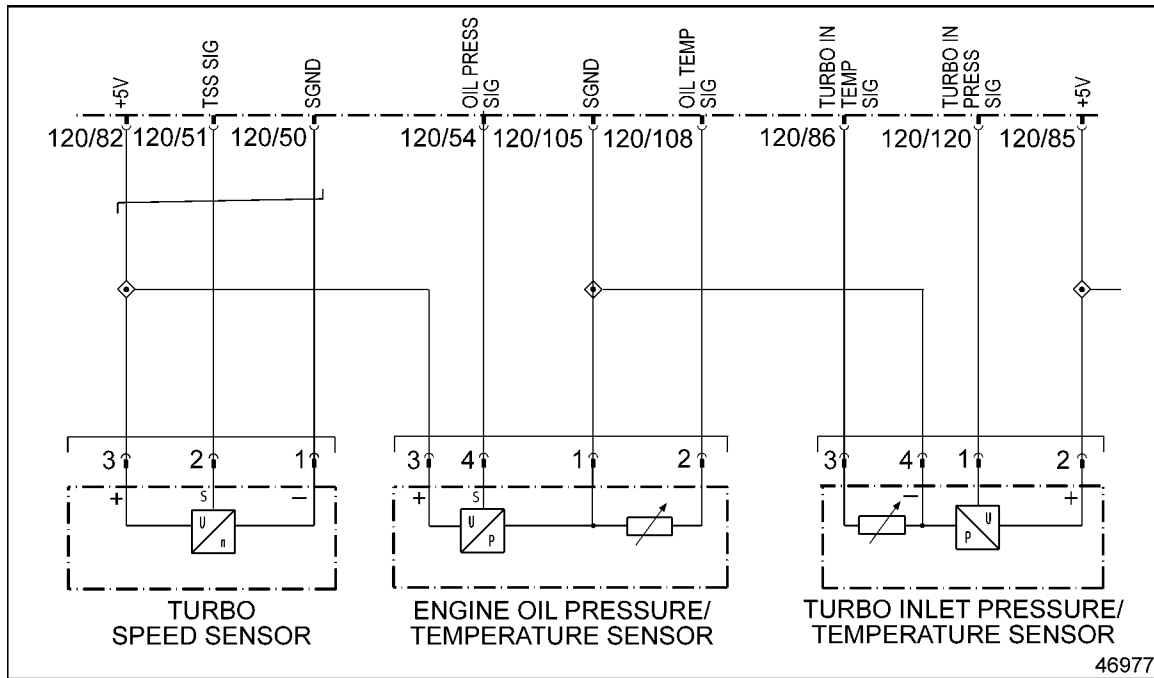 +5V
TSS SIG
SGND
OIL PRESS
SIG
SGND
OIL TEMP
SIG
TURBO IN
TEMP
SIG
TURBO IN
PRESS
SIG
+5V
120/82 120/51 120/50 120/54 120/105 120/108 120/86 120/120 120/85
3 2 1 3 4 1 2 3 4 1 2
+ S − + S − +
U n U P P U
TURBO
SPEED SENSOR
ENGINE OIL PRESSURE/
TEMPERATURE SENSOR
TURBO INLET PRESSURE/
TEMPERATURE SENSOR
46977